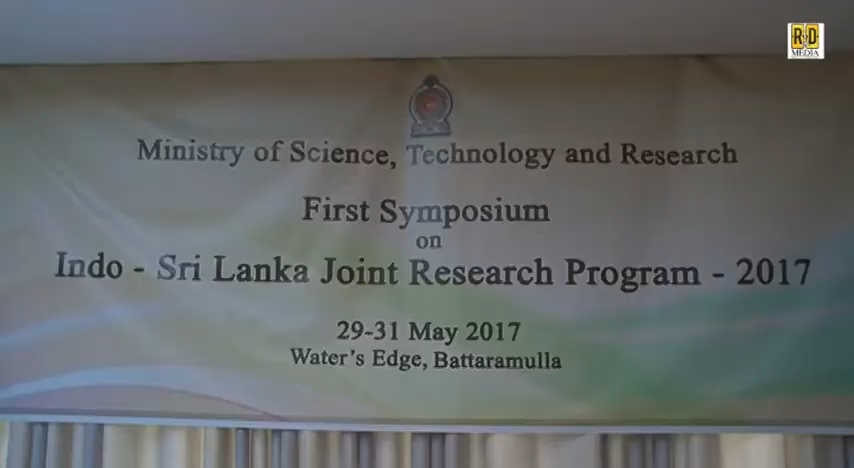 R&D
MEDIA
Ministry of Science, Technology and Research
First Symposium
on
Indo - Sri Lanka Joint Research Program - 2017
29-31 May 2017
Water's Edge, Battaramulla